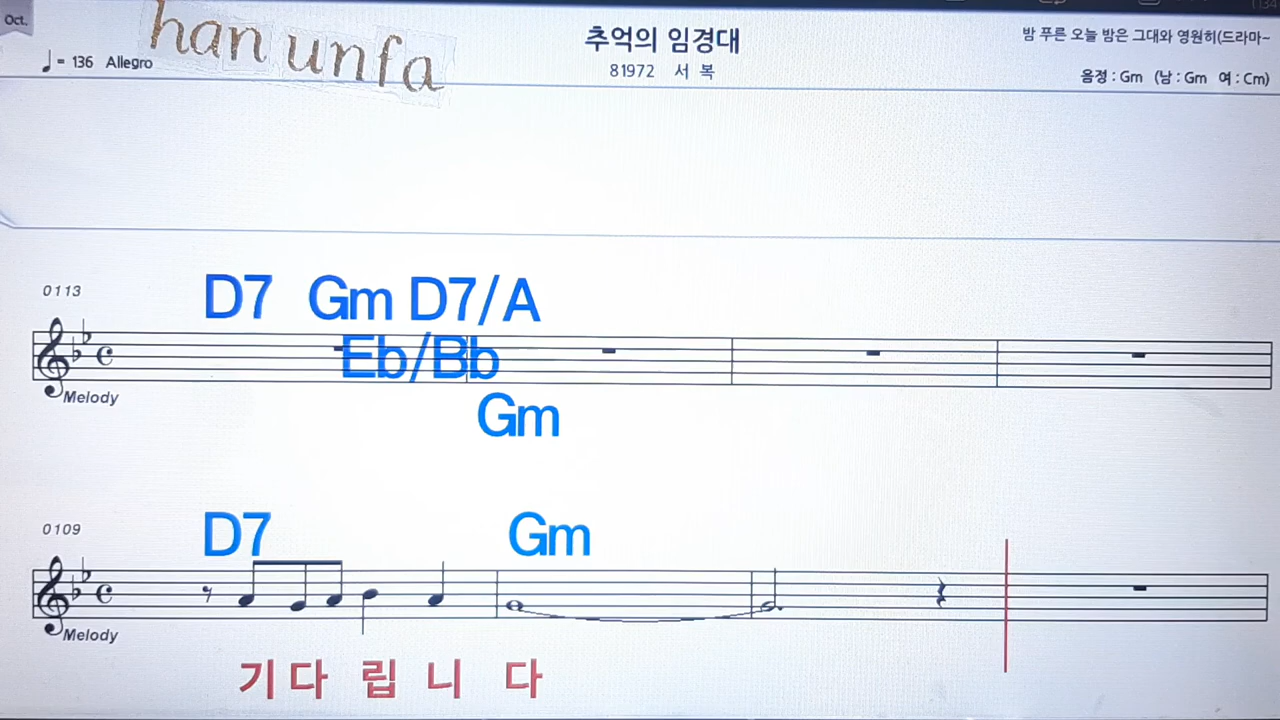 Oct.
han unfa
추억의 임경대
밤 푸른 오늘 밤은 그대와 영원히(드라마~
♩= 136 Allegro
81972 서 복
음정 : Gm (남 : Gm 여 : Cm)
0113
D7 Gm D7/A
Eb/Bb
Melody
Gm
0109
D7 Gm
Melody
기 다 립 니 다